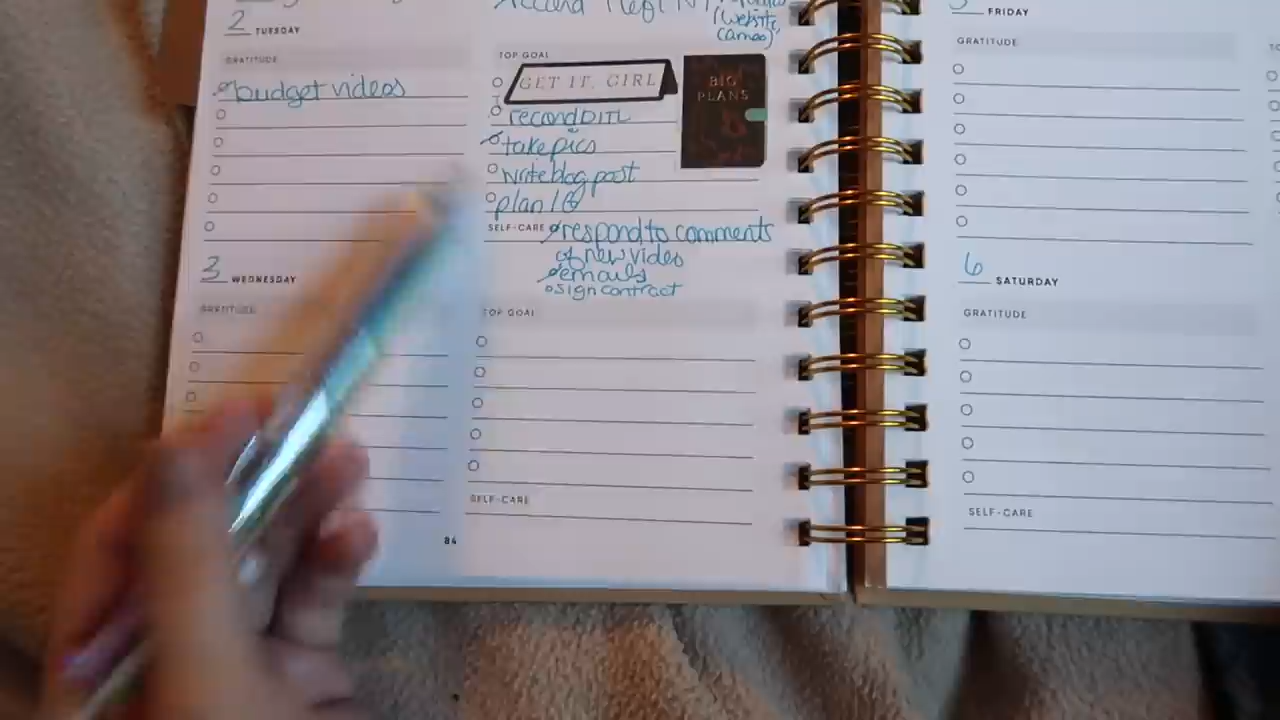 2 TUESDAY
GRATITUDE
budget videos
(website,
cameo)
TOP GOAL
GET IT, GIRL
BIG
PLANS
record DITL
take pics
write blog post
plan IG
SELF-CARE respond to comments
of new video
emails
sign contract
3 WEDNESDAY
GRATITUDE
TOP GOAL
SELF-CARE
84
FRIDAY
GRATITUDE
6 SATURDAY
GRATITUDE
SELF-CARE